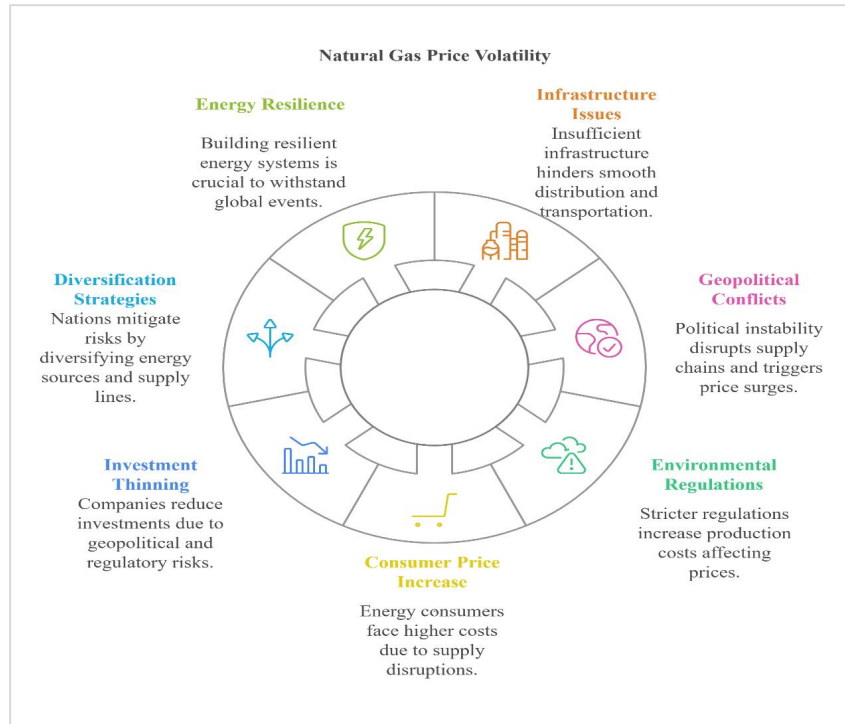 Natural Gas Price Volatility
Energy Resilience
Building resilient
energy systems is
crucial to withstand
global events.
Infrastructure
Issues
Insufficient
infrastructure
hinders smooth
distribution and
transportation.
Diversification
Strategies
Nations mitigate
risks by
diversifying energy
sources and supply
lines.
Geopolitical
Conflicts
Political instability
disrupts supply
chains and triggers
price surges.
Investment
Thinning
Companies reduce
investments due to
geopolitical and
regulatory risks.
Environmental
Regulations
Stricter regulations
increase production
costs affecting
prices.
Consumer Price
Increase
Energy consumers
face higher costs
due to supply
disruptions.